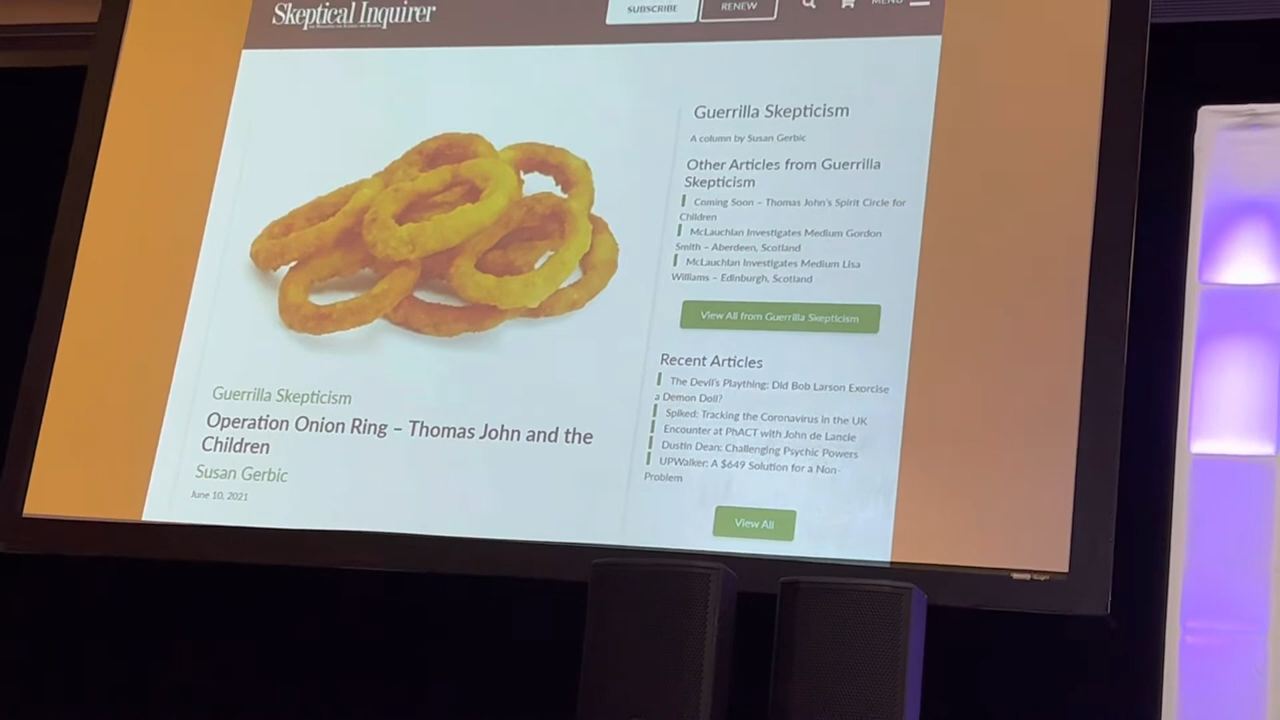 Skeptical Inquirer
SUBSCRIBE
RENEW
MENU
Guerrilla Skepticism
A column by Susan Gerbic
Other Articles from Guerrilla
Skepticism
Coming Soon – Thomas John's Spirit Circle for
Children
McLauchlan Investigates Medium Gordon
Smith – Aberdeen, Scotland
McLauchlan Investigates Medium Lisa
Williams – Edinburgh, Scotland
View All from Guerrilla Skepticism
Recent Articles
The Devil's Plaything: Did Bob Larson Exorcise
a Demon Doll?
Spiked: Tracking the Coronavirus in the UK
Encounter at PhACT with John de Lancie
Dustin Dean: Challenging Psychic Powers
UPWalker: A $649 Solution for a Non-
Problem
View All
Guerrilla Skepticism
Operation Onion Ring – Thomas John and the
Children
Susan Gerbic
June 10, 2021